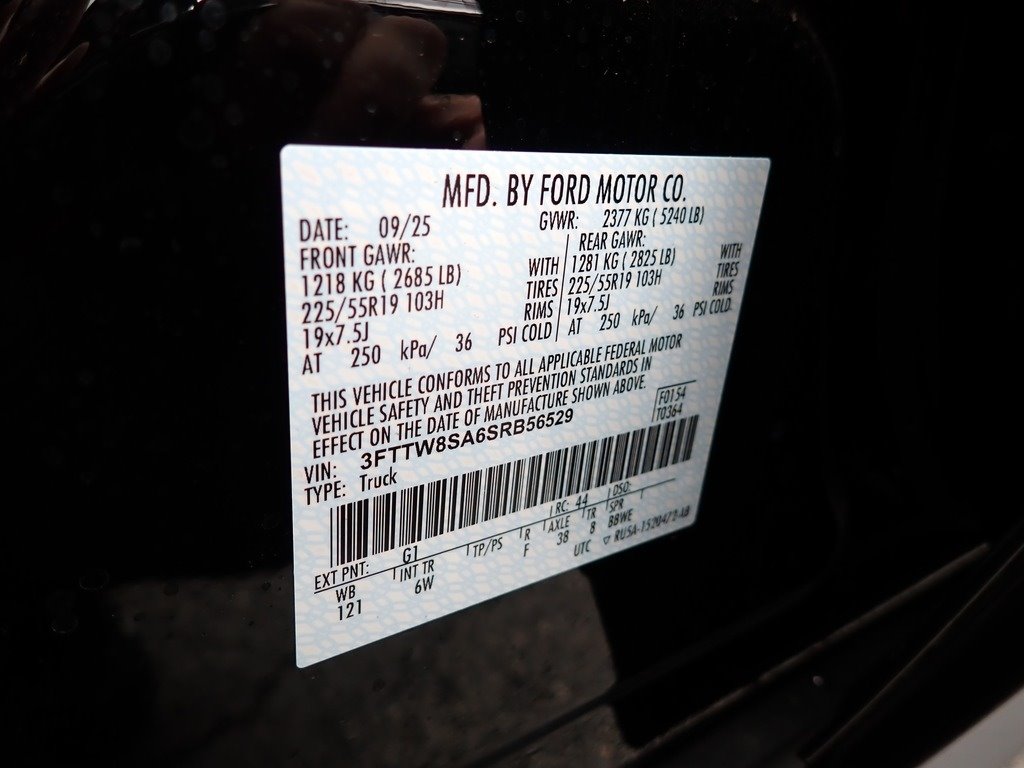 MFD. BY FORD MOTOR CO.
DATE: 09/25 GVWR: 2377 KG ( 5240 LB)
FRONT GAWR: REAR GAWR:
1218 KG ( 2685 LB) WITH 1281 KG ( 2825 LB) WITH
225/55R19 103H TIRES 225/55R19 103H TIRES
19x7.5J RIMS 19x7.5J RIMS
AT 250 kPa/ 36 PSI COLD AT 250 kPa/ 36 PSI COLD
THIS VEHICLE CONFORMS TO ALL APPLICABLE FEDERAL MOTOR
VEHICLE SAFETY AND THEFT PREVENTION STANDARDS IN
EFFECT ON THE DATE OF MANUFACTURE SHOWN ABOVE.
VIN: 3FTTW8SA6SRB56529 F0154
TYPE: Truck T0364
EXT PNT: G1 RC: 44 DSO:
WB INT TR TP/PS R AXLE TR SPR
121 6W F 38 8 BBWE
UTC